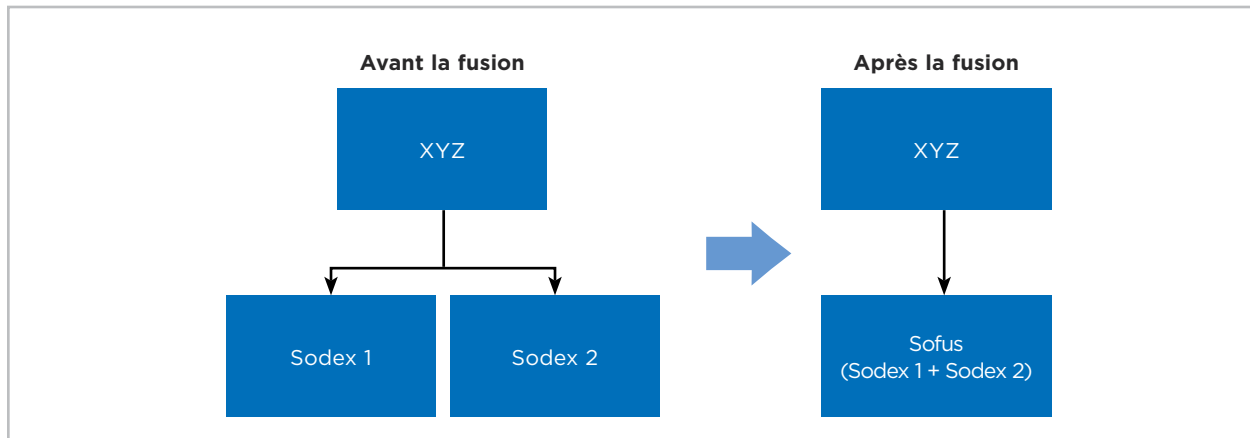 Avant la fusion
Après la fusion
XYZ
XYZ
Sodex 1
Sodex 2
Sofus
(Sodex 1 + Sodex 2)